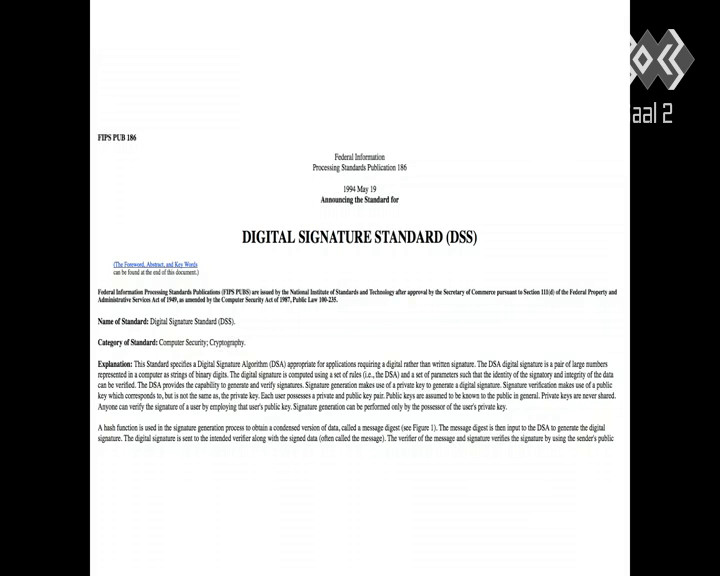 FIPS PUB 186
Federal Information
Processing Standards Publication 186
1994 May 19
Announcing the Standard for
DIGITAL SIGNATURE STANDARD (DSS)
(The Foreword, Abstract, and Key Words
can be found at the end of this document.)
Federal Information Processing Standards Publications (FIPS PUBS) are issued by the National Institute of Standards and Technology after approval by the Secretary of Commerce pursuant to Section 111(d) of the Federal Property and
Administrative Services Act of 1949, as amended by the Computer Security Act of 1987, Public Law 100-235.
Name of Standard: Digital Signature Standard (DSS).
Category of Standard: Computer Security; Cryptography.
Explanation: This Standard specifies a Digital Signature Algorithm (DSA) appropriate for applications requiring a digital rather than written signature. The DSA digital signature is a pair of large numbers
represented in a computer as strings of binary digits. The digital signature is computed using a set of rules (i.e., the DSA) and a set of parameters such that the identity of the signatory and integrity of the data
can be verified. The DSA provides the capability to generate and verify signatures. Signature generation makes use of a private key to generate a digital signature. Signature verification makes use of a public
key which corresponds to, but is not the same as, the private key. Each user possesses a private and public key pair. Public keys are assumed to be known to the public in general. Private keys are never shared.
Anyone can verify the signature of a user by employing that user's public key. Signature generation can be performed only by the possessor of the user's private key.
A hash function is used in the signature generation process to obtain a condensed version of data, called a message digest (see Figure 1). The message digest is then input to the DSA to generate the digital
signature. The digital signature is sent to the intended verifier along with the signed data (often called the message). The verifier of the message and signature verifies the signature by using the sender's public
aal 2